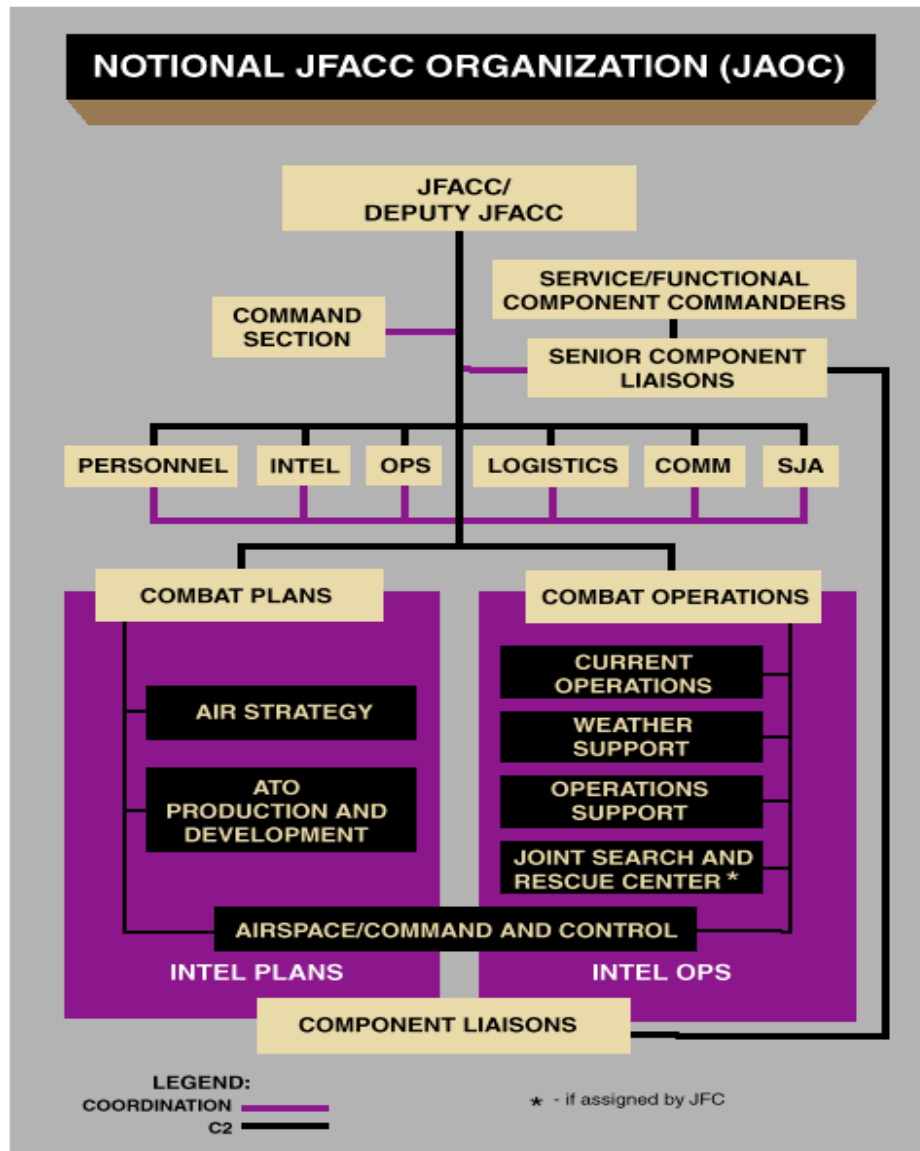 NOTIONAL JFACC ORGANIZATION (JAOC)
JFACC/
DEPUTY JFACC
SERVICE/FUNCTIONAL
COMPONENT COMMANDERS
COMMAND
SECTION
SENIOR COMPONENT
LIAISONS
PERSONNEL
INTEL
OPS
LOGISTICS
COMM
SJA
COMBAT PLANS
COMBAT OPERATIONS
AIR STRATEGY
ATO
PRODUCTION AND
DEVELOPMENT
CURRENT
OPERATIONS
WEATHER
SUPPORT
OPERATIONS
SUPPORT
JOINT SEARCH AND
RESCUE CENTER *
AIRSPACE/COMMAND AND CONTROL
INTEL PLANS
INTEL OPS
COMPONENT LIAISONS
LEGEND:
COORDINATION
C2
* - if assigned by JFC